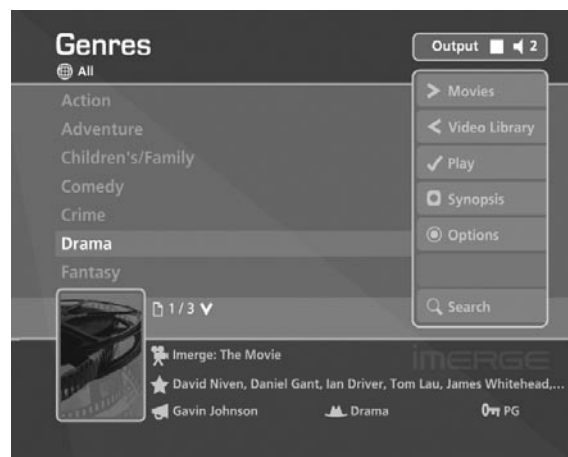 Genres
Output 2
All
Movies
Action
Video Library
Adventure
Children's/Family
Play
Comedy
Synopsis
Crime
Options
Drama
Fantasy
1 / 3
Search
Imerge: The Movie
imerge
David Niven, Daniel Gant, Ian Driver, Tom Lau, James Whitehead,...
Gavin Johnson Drama PG